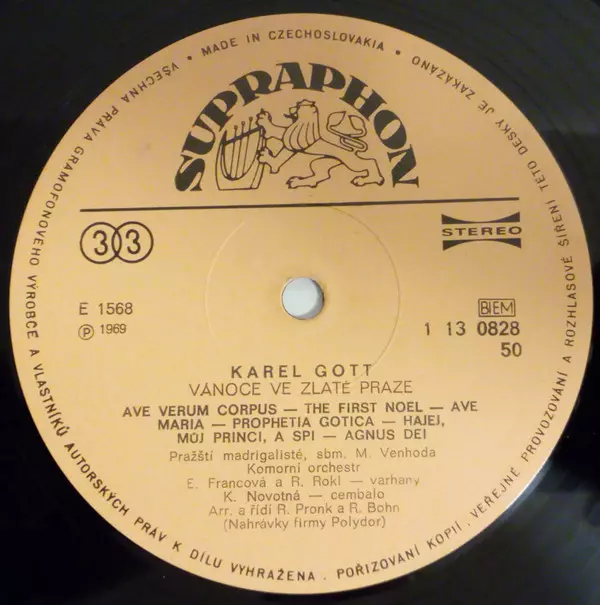 VŠECHNA PRÁVA GRAMOFONOVÉHO VÝROBCE A VLASTNÍKŮ AUTORSKÝCH PRÁV K DÍLU VYHRAŽENA . POŘIZOVÁNÍ KOPIÍ . VEŘEJNÉ PROVOZOVÁNÍ A ROZHLASOVÉ ŠÍŘENÍ TÉTO DESKY JE ZAKÁZÁNO
• MADE IN CZECHOSLOVAKIA •
SUPRAPHON
33
STEREO
E 1568
℗ 1969
BIEM
1 13 0828
50
KAREL GOTT
VÁNOCE VE ZLATÉ PRAZE
AVE VERUM CORPUS — THE FIRST NOEL — AVE
MARIA — PROPHETIA GOTICA — HAJEJ,
MŮJ PRINCI, A SPI — AGNUS DEI
Pražští madrigalisté, sbm. M. Venhoda
Komorní orchestr
E. Francová a R. Rokl — varhany
K. Novotná — cembalo
Arr. a řídí R. Pronk a R. Bohn
(Nahrávky firmy Polydor)